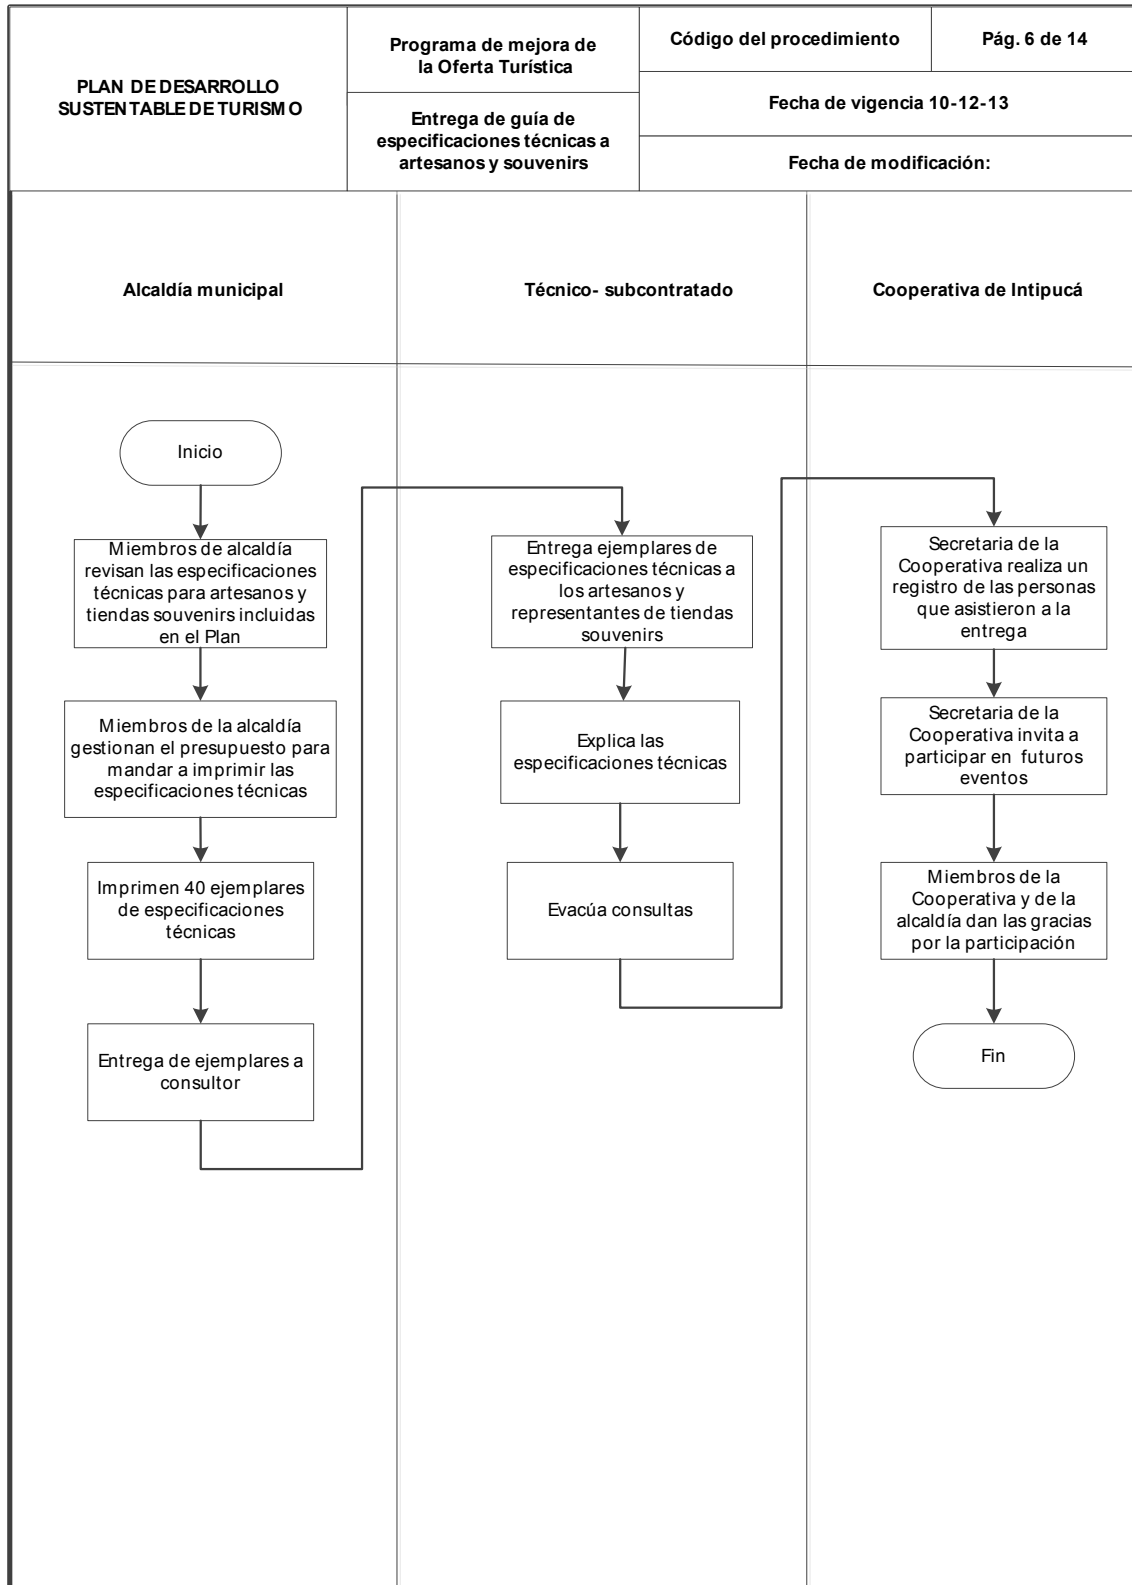 PLAN DE DESARROLLO
SUSTENTABLE DE TURISMO
Programa de mejora de
la Oferta Turística
Entrega de guía de
especificaciones técnicas a
artesanos y souvenirs
Código del procedimiento
Pág. 6 de 14
Fecha de vigencia 10-12-13
Fecha de modificación:
Alcaldía municipal
Técnico- subcontratado
Cooperativa de Intipucá
Inicio
Miembros de alcaldía
revisan las especificaciones
técnicas para artesanos y
tiendas souvenirs incluidas
en el Plan
Miembros de la alcaldía
gestionan el presupuesto para
mandar a imprimir las
especificaciones técnicas
Imprimen 40 ejemplares
de especificaciones
técnicas
Entrega de ejemplares a
consultor
Entrega ejemplares de
especificaciones técnicas a
los artesanos y
representantes de tiendas
souvenirs
Explica las
especificaciones técnicas
Evacúa consultas
Secretaria de la
Cooperativa realiza un
registro de las personas
que asistieron a la
entrega
Secretaria de la
Cooperativa invita a
participar en futuros
eventos
Miembros de la
Cooperativa y de la
alcaldía dan las gracias
por la participación
Fin